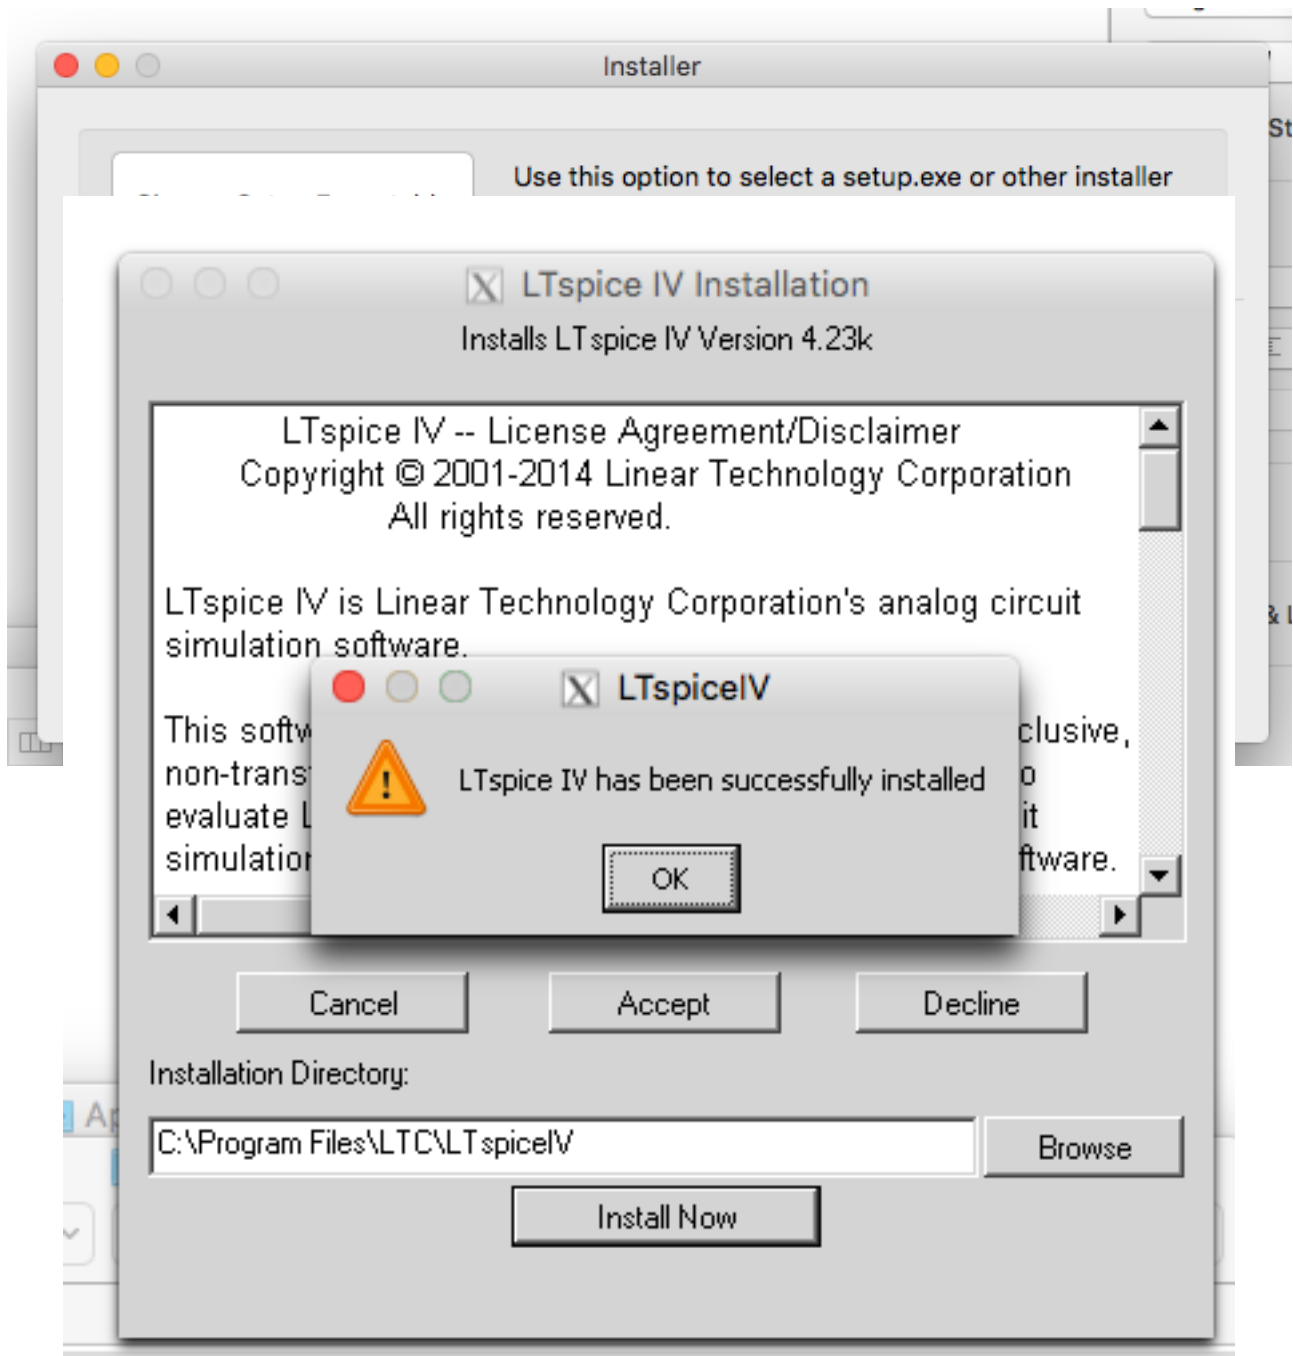 Installer
St
Use this option to select a setup.exe or other installer
LTspice IV Installation
Installs LTspice IV Version 4.23k
LTspice IV -- License Agreement/Disclaimer
Copyright © 2001-2014 Linear Technology Corporation
All rights reserved.
LTspice IV is Linear Technology Corporation's analog circuit
simulation software.
& L
LTspiceIV
This softw
clusive,
non-trans
LTspice IV has been successfully installed
o
evaluate L
it
simulation
ftware.
OK
Cancel
Accept
Decline
Installation Directory:
Ap
C:\Program Files\LTC\LTspiceIV
Browse
Install Now